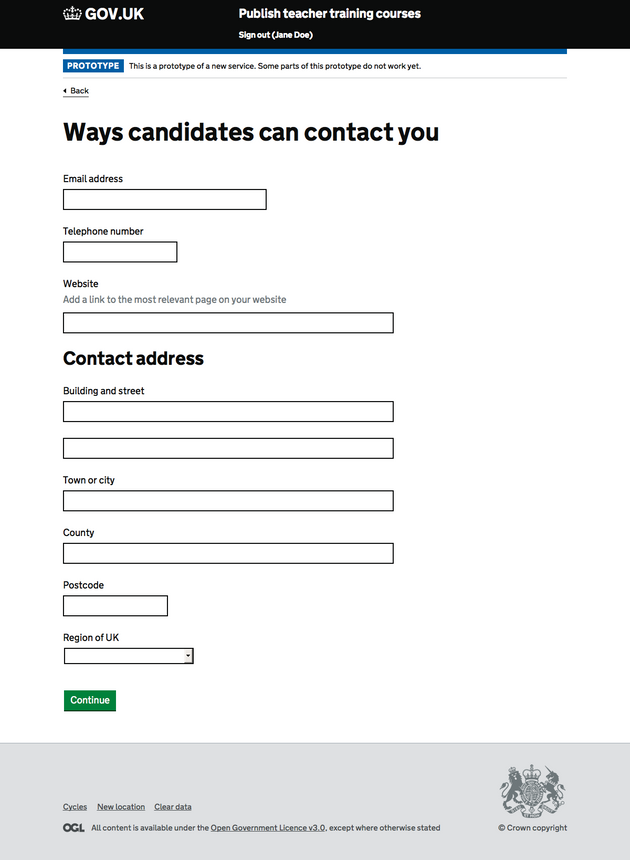 GOV.UK
Publish teacher training courses
Sign out (Jane Doe)
PROTOTYPE This is a prototype of a new service. Some parts of this prototype do not work yet.
Back
Ways candidates can contact you
Email address
Telephone number
Website
Add a link to the most relevant page on your website
Contact address
Building and street
Town or city
County
Postcode
Region of UK
Continue
Cycles New location Clear data
OGL All content is available under the Open Government Licence v3.0, except where otherwise stated
© Crown copyright